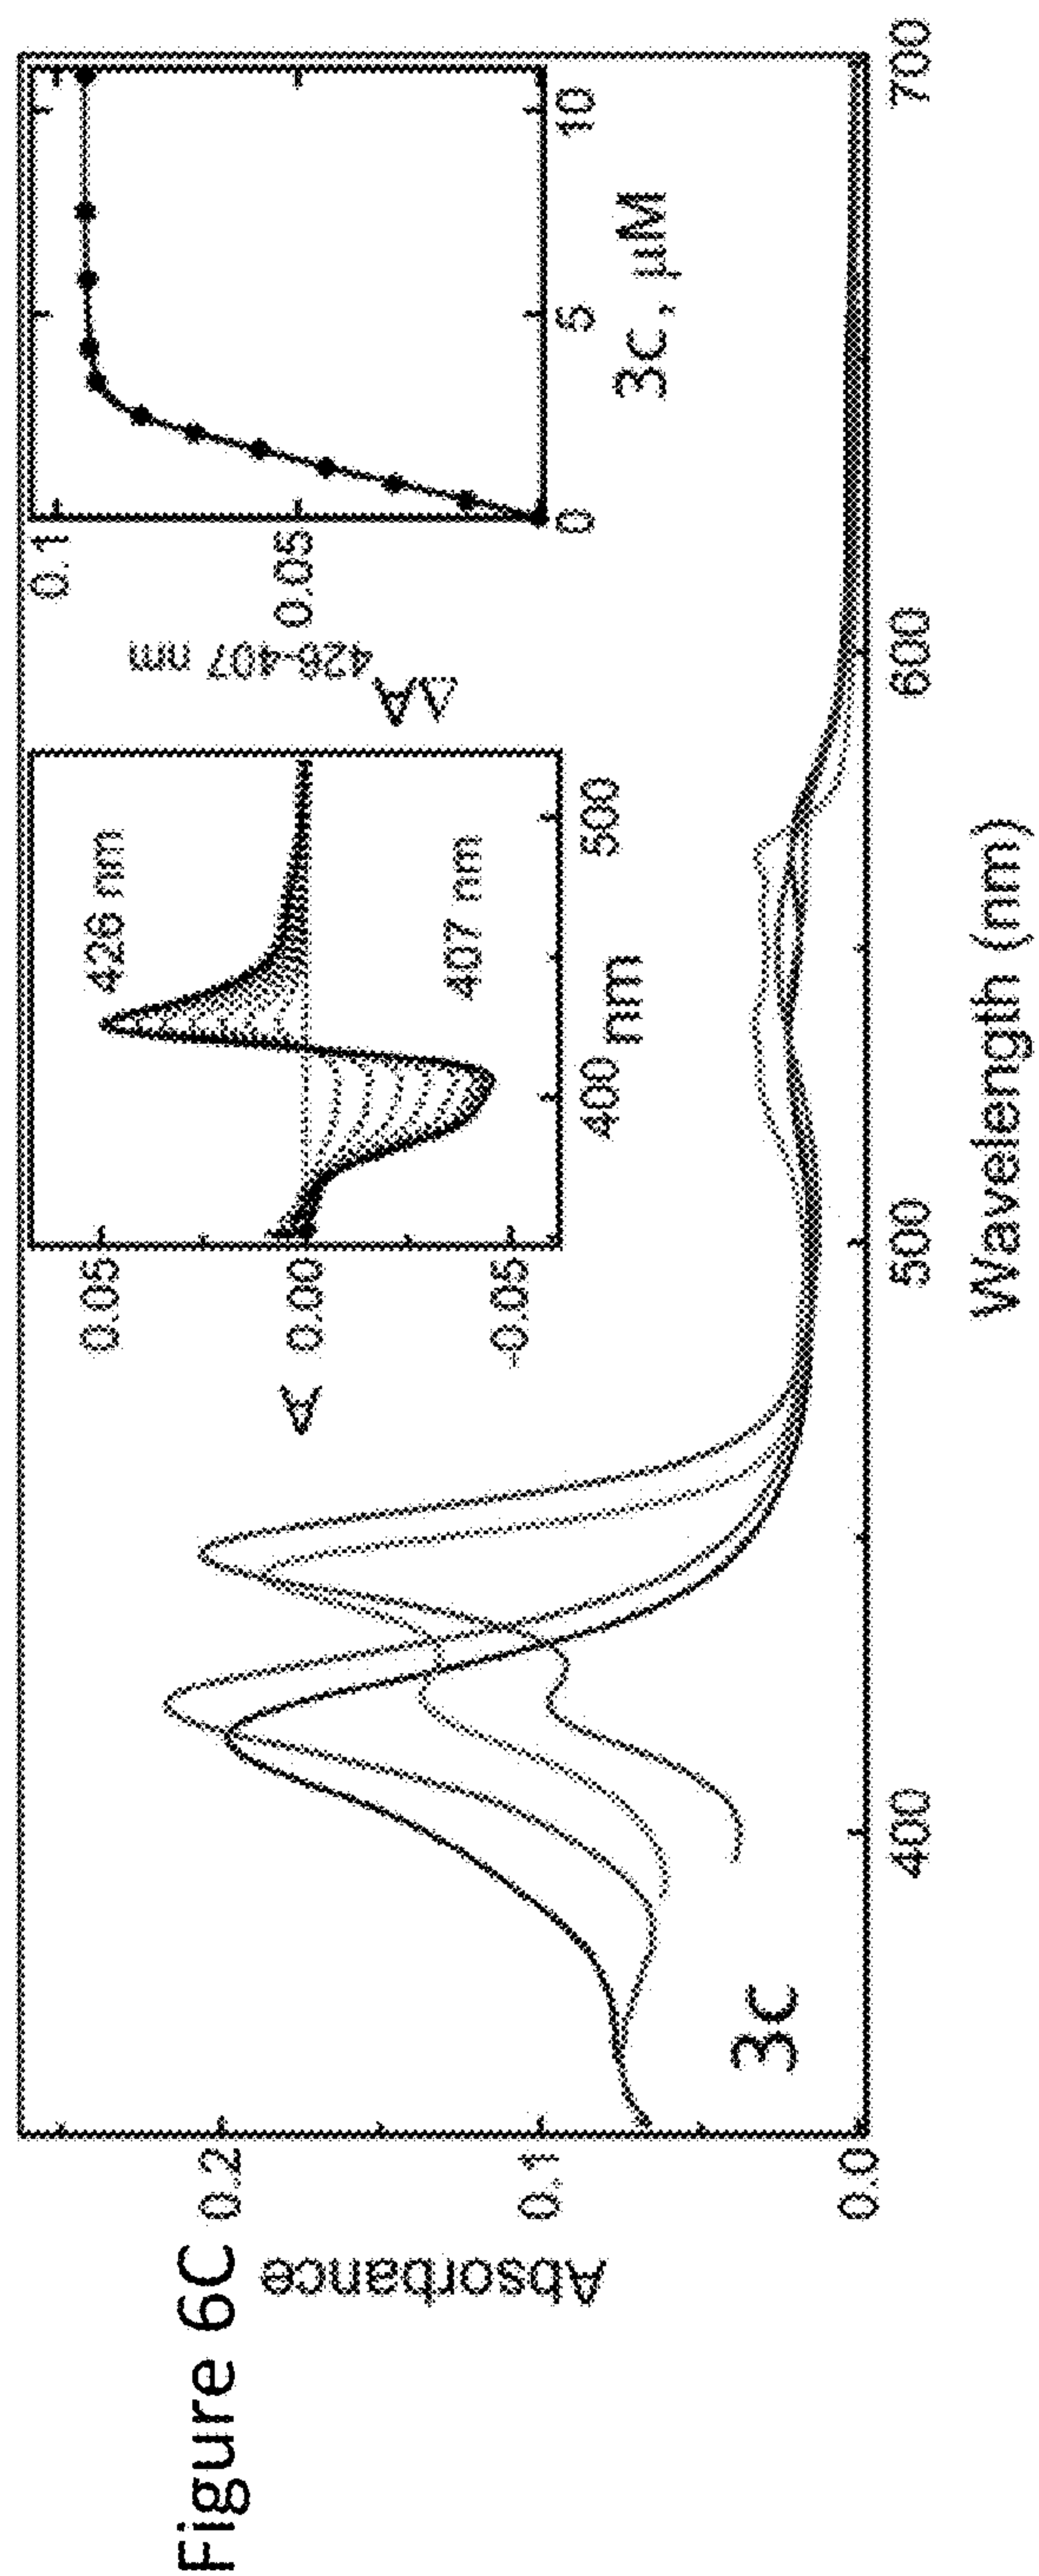 Figure 6C
Absorbance
0.2
0.1
0.0
3c
400
500
600
700
Wavelength (nm)
A
0.05
0.00
-0.05
426 nm
407 nm
400
500
nm
ΔA426-407 nm
0.1
0.05
0
5
10
3c, μM